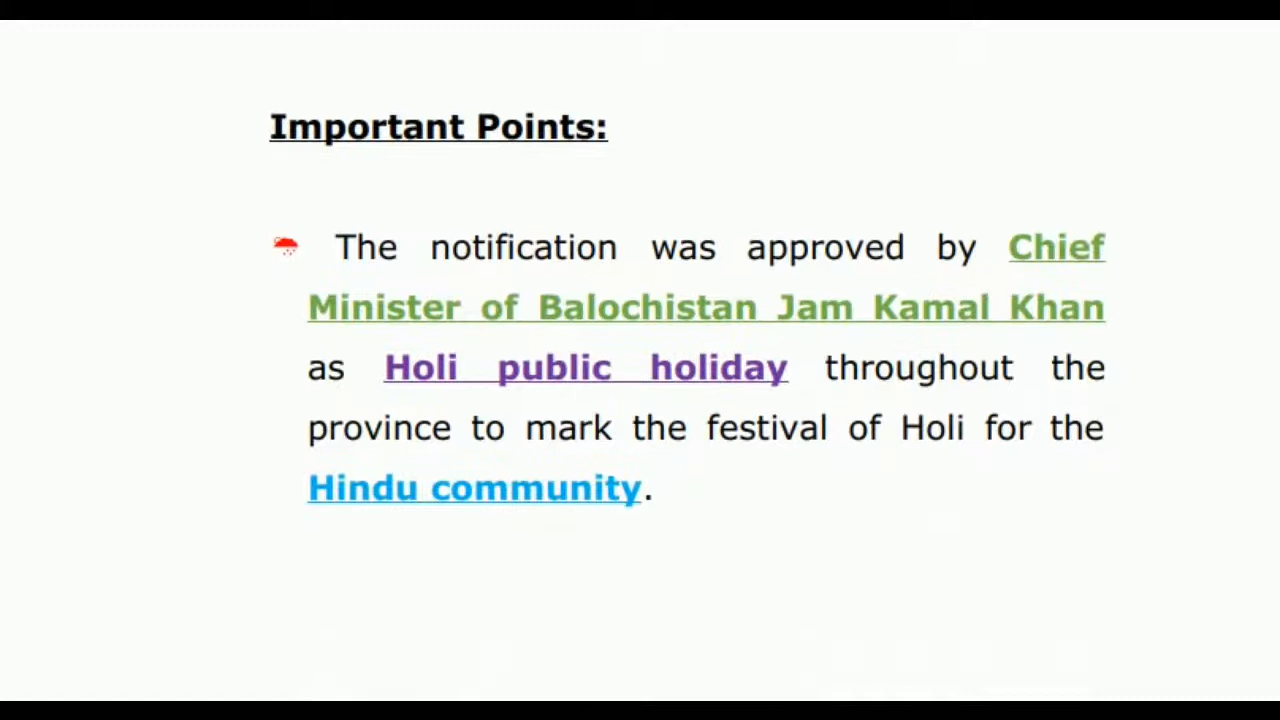 Important Points:
The notification was approved by Chief
Minister of Balochistan Jam Kamal Khan
as Holi public holiday throughout the
province to mark the festival of Holi for the
Hindu community.